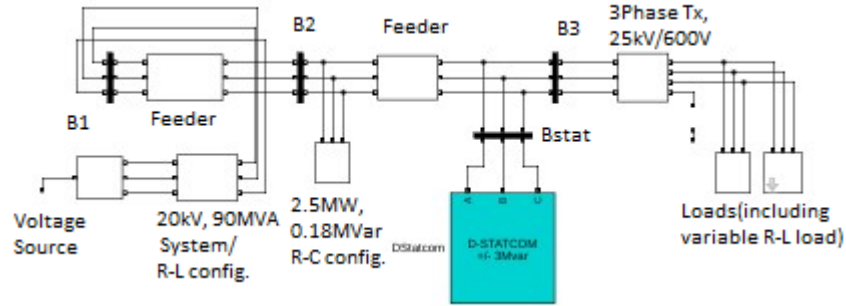 3Phase Tx,
25kV/600V
B2
Feeder
B3
B1
Feeder
Bstat
Voltage
Source
20kV, 90MVA
System/
R-L config.
2.5MW,
0.18MVar
R-C config.
DStatcom
A
B
C
D-STATCOM
+/- 3Mvar
Loads(including
variable R-L load)